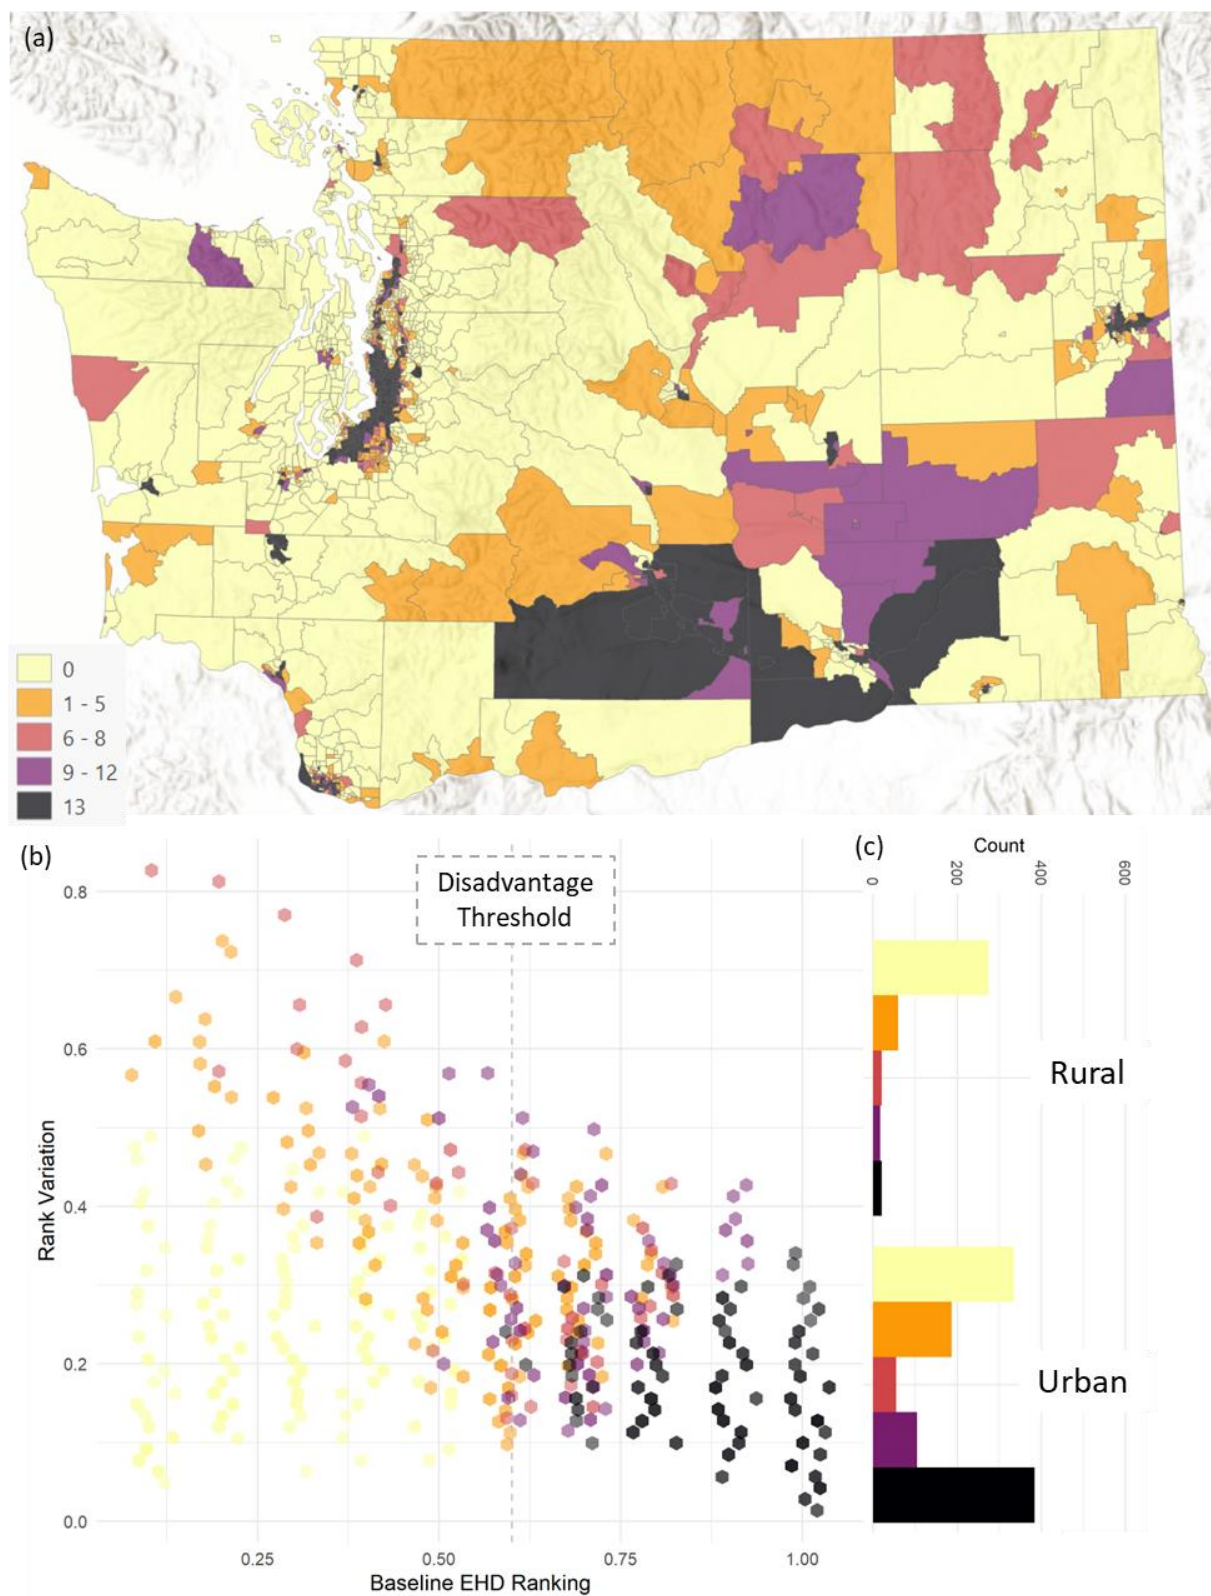 (a)
0
1 - 5
6 - 8
9 - 12
13
(b)
Disadvantage
Threshold
0.8
0.6
0.4
0.2
0.0
Rank Variation
0.25
0.50
0.75
1.00
Baseline EHD Ranking
(c)
Count
0
200
400
600
Rural
Urban